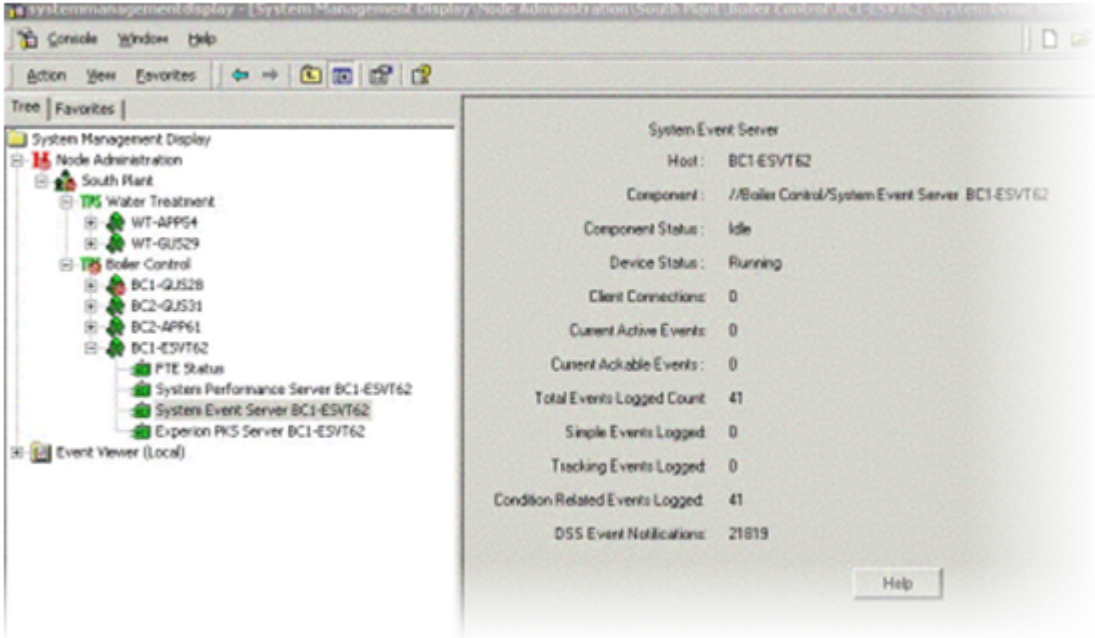 systemmanagementdisplay - [System Management Display\Node Administration\South Plant\Boiler Control\BC1-ESVT62\System Event Server
Console Window Help
Action View Favorites
Tree Favorites
System Management Display
Node Administration
South Plant
TPS Water Treatment
WT-APP54
WT-GUS29
TPS Boiler Control
BC1-GUS28
BC2-GUS31
BC2-APP61
BC1-ESVT62
FTE Status
System Performance Server BC1-ESVT62
System Event Server BC1-ESVT62
Experion PKS Server BC1-ESVT62
Event Viewer (Local)
System Event Server
Host : BC1-ESVT62
Component : //Boiler Control/System Event Server BC1-ESVT62
Component Status : Idle
Device Status : Running
Client Connections: 0
Current Active Events: 0
Current Ackable Events : 0
Total Events Logged Count: 41
Simple Events Logged: 0
Tracking Events Logged: 0
Condition Related Events Logged: 41
DSS Event Notifications: 21819
Help